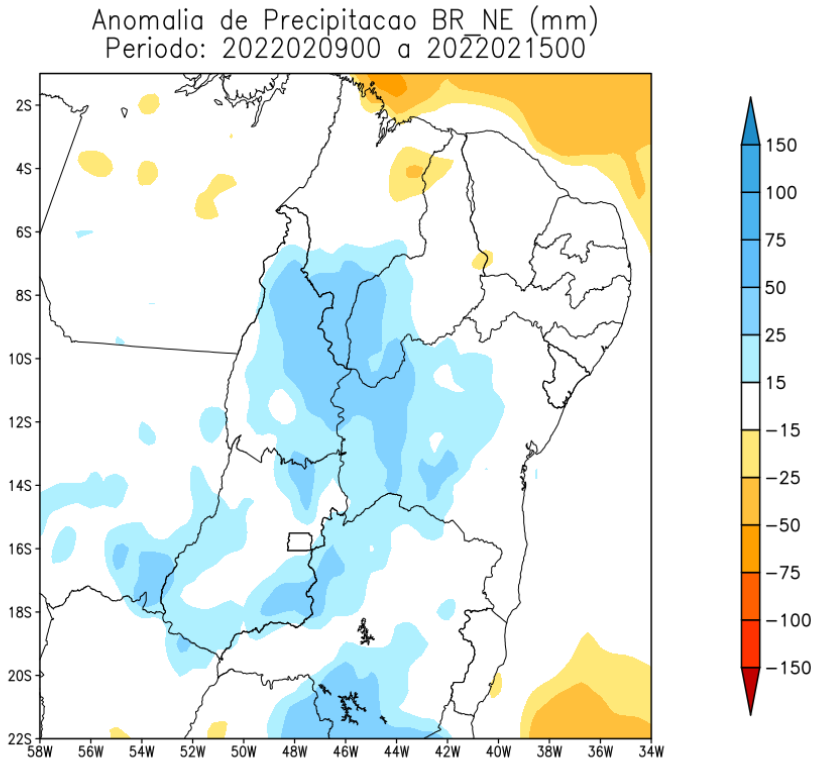 Anomalia de Precipitacao BR_NE (mm)
Periodo: 2022020900 a 2022021500
2S
4S
6S
8S
10S
12S
14S
16S
18S
20S
22S
58W 56W 54W 52W 50W 48W 46W 44W 42W 40W 38W 36W 34W
150
100
75
50
25
15
-15
-25
-50
-75
-100
-150